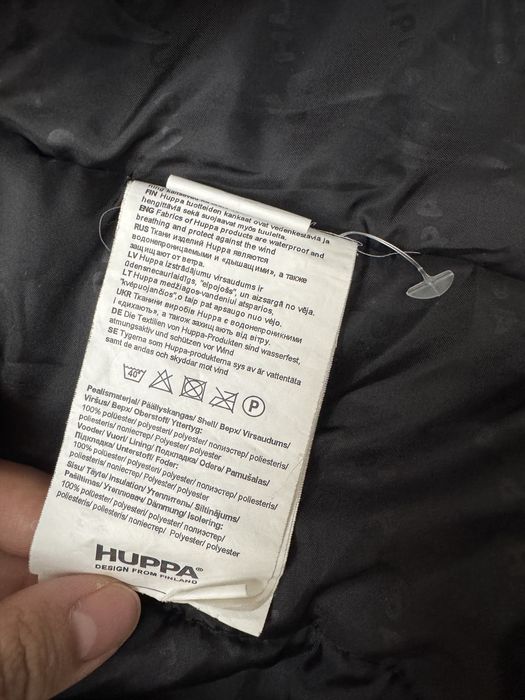 FIN Huppa tuotteiden kankaat ovat vedenkestäviä ja
hengittäviä sekä suojaavat myös tuulelta.
ENG Fabrics of Huppa products are waterproof and
breathing and protect against the wind
RUS Ткани изделий Huppa являются
водонепроницаемыми и «дышащими», а также
защищают от ветра.
LV Huppa izstrādājumu virsaudums ir
ūdensnecaurlaidīgs, "elpojošs", un aizsargā no vēja.
LT Huppa medžiagos-vandeniui atsparios,
"kvėpuojančios",o taip pat apsaugo nuo vėjo.
UKR Тканини виробів Huppa є водонепроникними
і «дихають», а також захищають від вітру.
DE Die Textilien von Huppa-Produkten sind wasserfest,
atmungsaktiv und schützen vor Wind
SE Tygerna som Huppa-produkterna sys av är vattentäta
samt de andas och skyddar mot vind
40° P
Pealismaterjal/ Päällyskangas/ Shell/ Верх/ Virsaudums/
Viršus/ Верх/ Oberstoff/ Yttertyg:
100% polüester/ polyesteri/ polyester/ полиэстер/ poliesteris/
poliesteris/ поліестер/ Polyester/ polyester
Vooder/ Vuori/ Lining/ Подкладка/ Odere/ Pamušalas/
Підкладка/ Unterstoff/ Foder:
100% polüester/ polyesteri/ polyester/ полиэстер/ poliesteris/
poliesteris/ поліестер/ Polyester/ polyester
Sisu/ Täyte/ Insulation/ Утеплитель/ Siltinājums/
Pašiltimas/ Утеплювач/ Dämmung/ Isolering:
100% polüester/ polyesteri/ polyester/ полиэстер/
poliesteris/ poliesteris/ поліестер/ Polyester/ polyester
HUPPA®
DESIGN FROM FINLAND